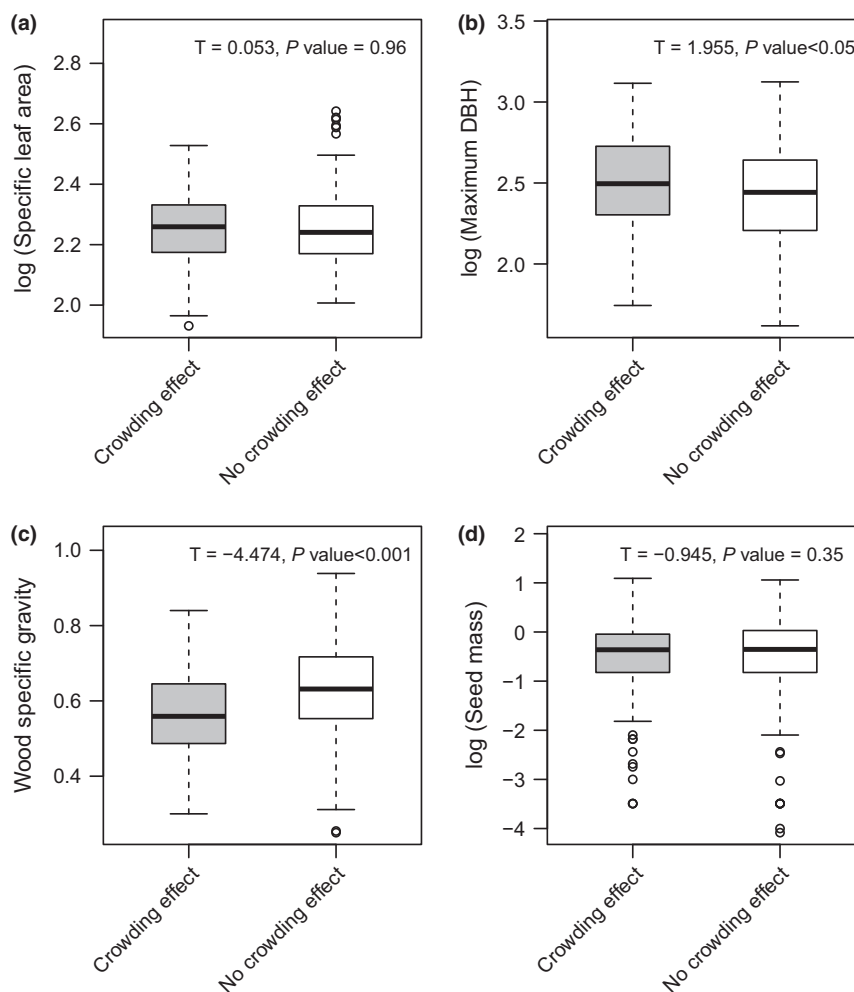 (a)
T = 0.053, P value = 0.96
log (Specific leaf area)
2.8
2.6
2.4
2.2
2.0
Crowding effect
No crowding effect
(b)
T = 1.955, P value<0.05
log (Maximum DBH)
3.5
3.0
2.5
2.0
Crowding effect
No crowding effect
(c)
T = −4.474, P value<0.001
Wood specific gravity
1.0
0.8
0.6
0.4
Crowding effect
No crowding effect
(d)
T = −0.945, P value = 0.35
log (Seed mass)
2
1
−0
−1
−2
−3
−4
Crowding effect
No crowding effect